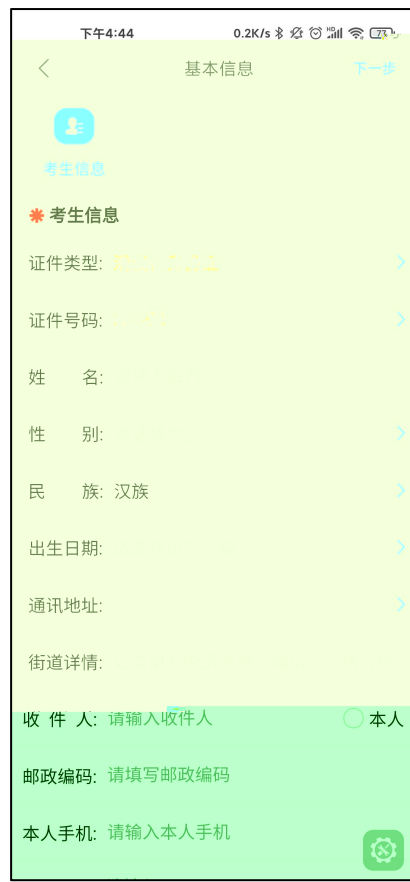 下午4:44 0.2K/s 73
基本信息 下一步
考生信息
考生信息
证件类型:
证件号码:
姓 名:
性 别:
民 族: 汉族
出生日期:
通讯地址:
街道详情:
收 件 人: 请输入收件人 本人
邮政编码: 请填写邮政编码
本人手机: 请输入本人手机